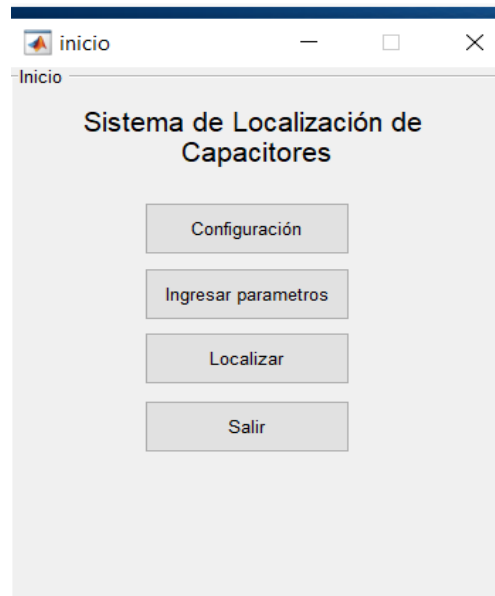 inicio
Inicio
Sistema de Localización de
Capacitores
Configuración
Ingresar parametros
Localizar
Salir